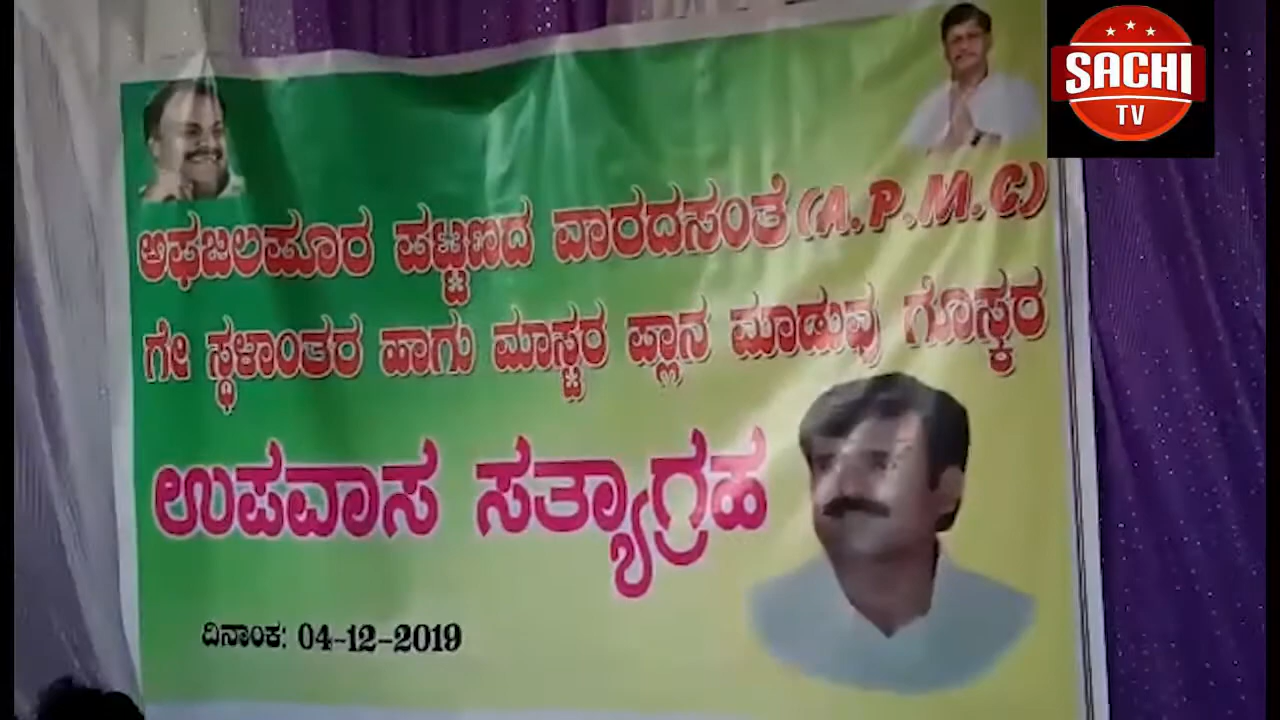 SACHI
TV
ಅಫಜಲಪೂರ ಪಟ್ಟಣದ ವಾರದಸಂತೆ (A.P.M.C)
ಗೇ ಸ್ಥಳಾಂತರ ಹಾಗು ಮಾಸ್ಟರ ಪ್ಲಾನ ಮಾಡುವು ಗೊಸ್ಕರ
ಉಪವಾಸ ಸತ್ಯಾಗ್ರಹ
ದಿನಾಂಕ: 04-12-2019